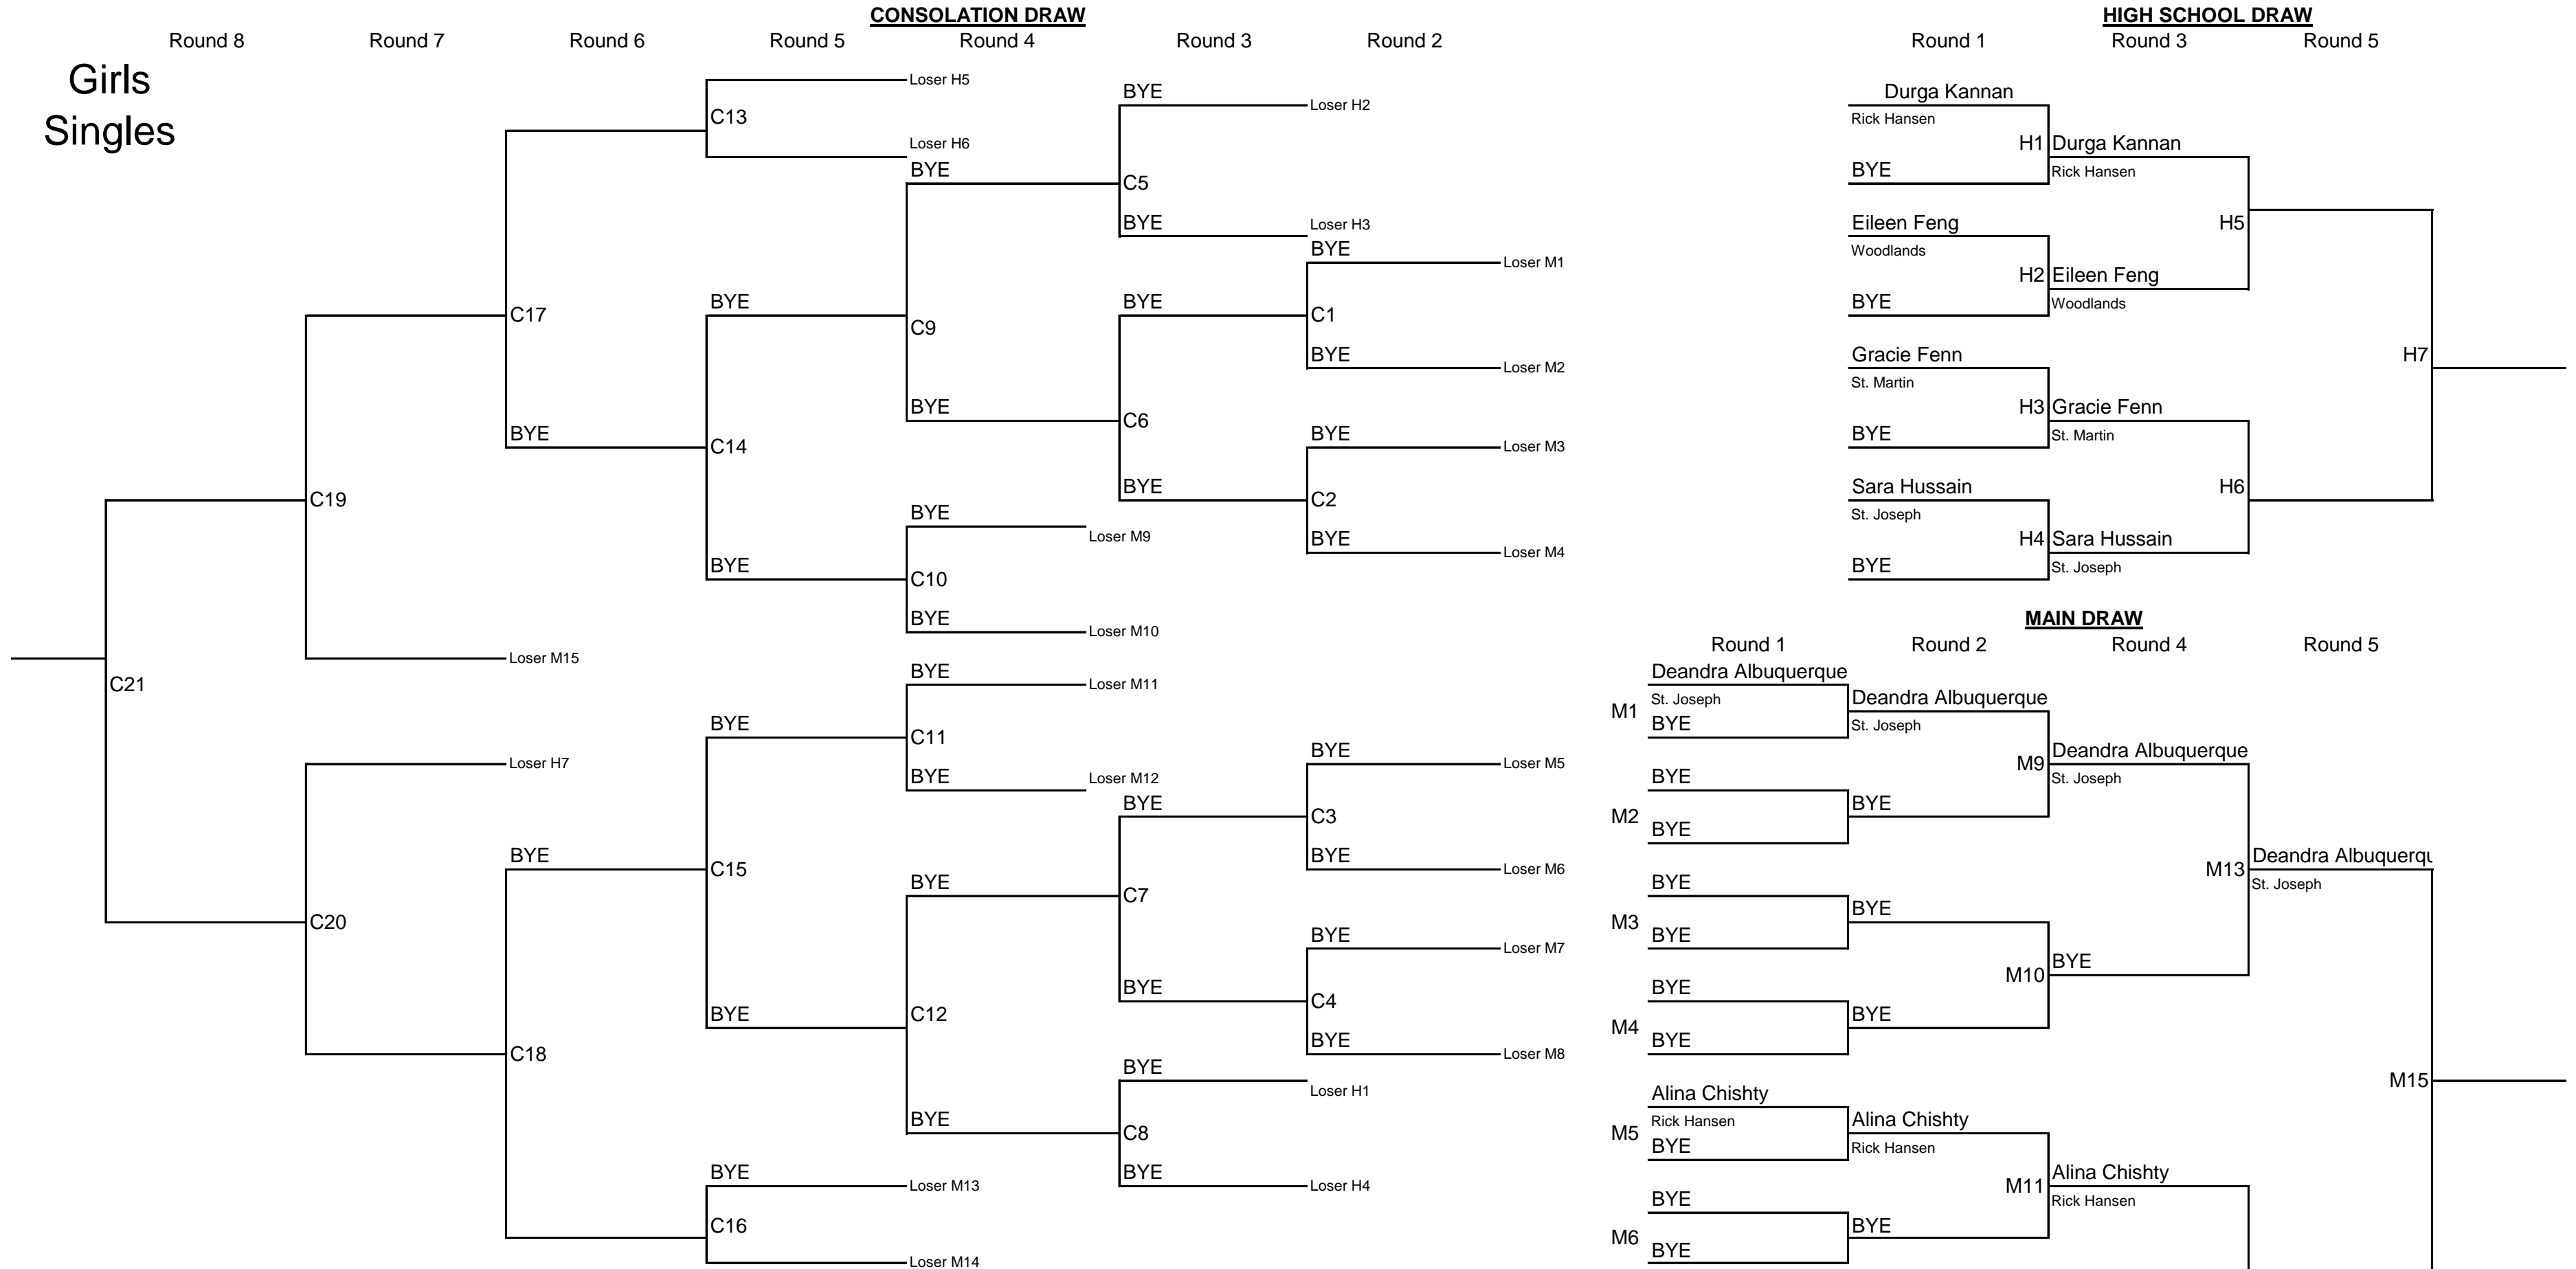 CONSOLATION DRAW
HIGH SCHOOL DRAW
Round 8
Round 7
Round 6
Round 5
Round 4
Round 3
Round 2
Round 1
Round 3
Round 5
Girls
Singles
Loser H5
C13
Loser H6
BYE
Loser H2
BYE
C5
BYE
Loser H3
BYE
Loser M1
C17
BYE
C9
BYE
C1
BYE
Loser M2
BYE
C14
BYE
C6
BYE
Loser M3
C19
BYE
C2
BYE
Loser M4
BYE
Loser M9
BYE
C10
BYE
Loser M10
Loser M15
C21
BYE
Loser M11
BYE
C11
BYE
Loser M12
Loser H7
BYE
Loser M5
BYE
C3
BYE
Loser M6
BYE
C15
BYE
C7
BYE
Loser M7
C20
BYE
C4
BYE
Loser M8
BYE
C12
C18
BYE
Loser H1
BYE
C8
BYE
Loser H4
BYE
Loser M13
C16
Loser M14
Durga Kannan
Rick Hansen
H1
Durga Kannan
Rick Hansen
BYE
Eileen Feng
Woodlands
H5
H2
Eileen Feng
Woodlands
BYE
Gracie Fenn
St. Martin
H7
H3
Gracie Fenn
St. Martin
BYE
Sara Hussain
St. Joseph
H6
H4
Sara Hussain
St. Joseph
BYE
MAIN DRAW
Round 1
Round 2
Round 4
Round 5
Deandra Albuquerque
St. Joseph
M1
BYE
Deandra Albuquerque
St. Joseph
M9
Deandra Albuquerque
St. Joseph
BYE
M2
BYE
BYE
M13
Deandra Albuquerqu
St. Joseph
BYE
M3
BYE
BYE
M10
BYE
BYE
M4
BYE
BYE
M15
Alina Chishty
Rick Hansen
M5
BYE
Alina Chishty
Rick Hansen
M11
Alina Chishty
Rick Hansen
BYE
M6
BYE
BYE